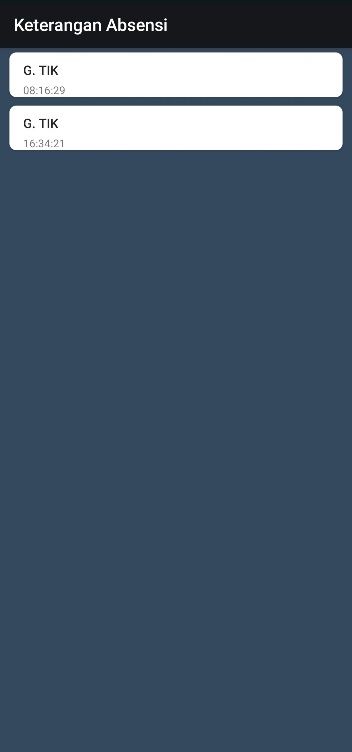 Keterangan Absensi
G. TIK
08:16:29
G. TIK
16:34:21